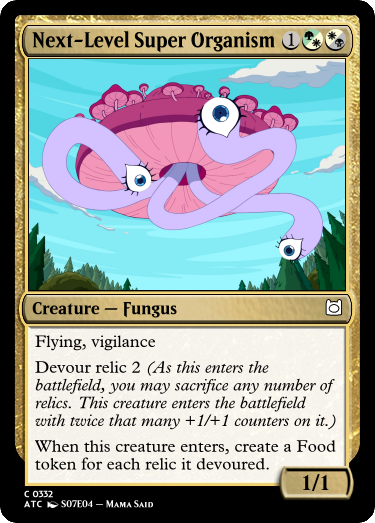 Next-Level Super Organism 1
Creature — Fungus
Flying, vigilance
Devour relic 2 (As this enters the
battlefield, you may sacrifice any number of
relics. This creature enters the battlefield
with twice that many +1/+1 counters on it.)
When this creature enters, create a Food
token for each relic it devoured.
1/1
C 0332
ATC S07E04 – Mama Said